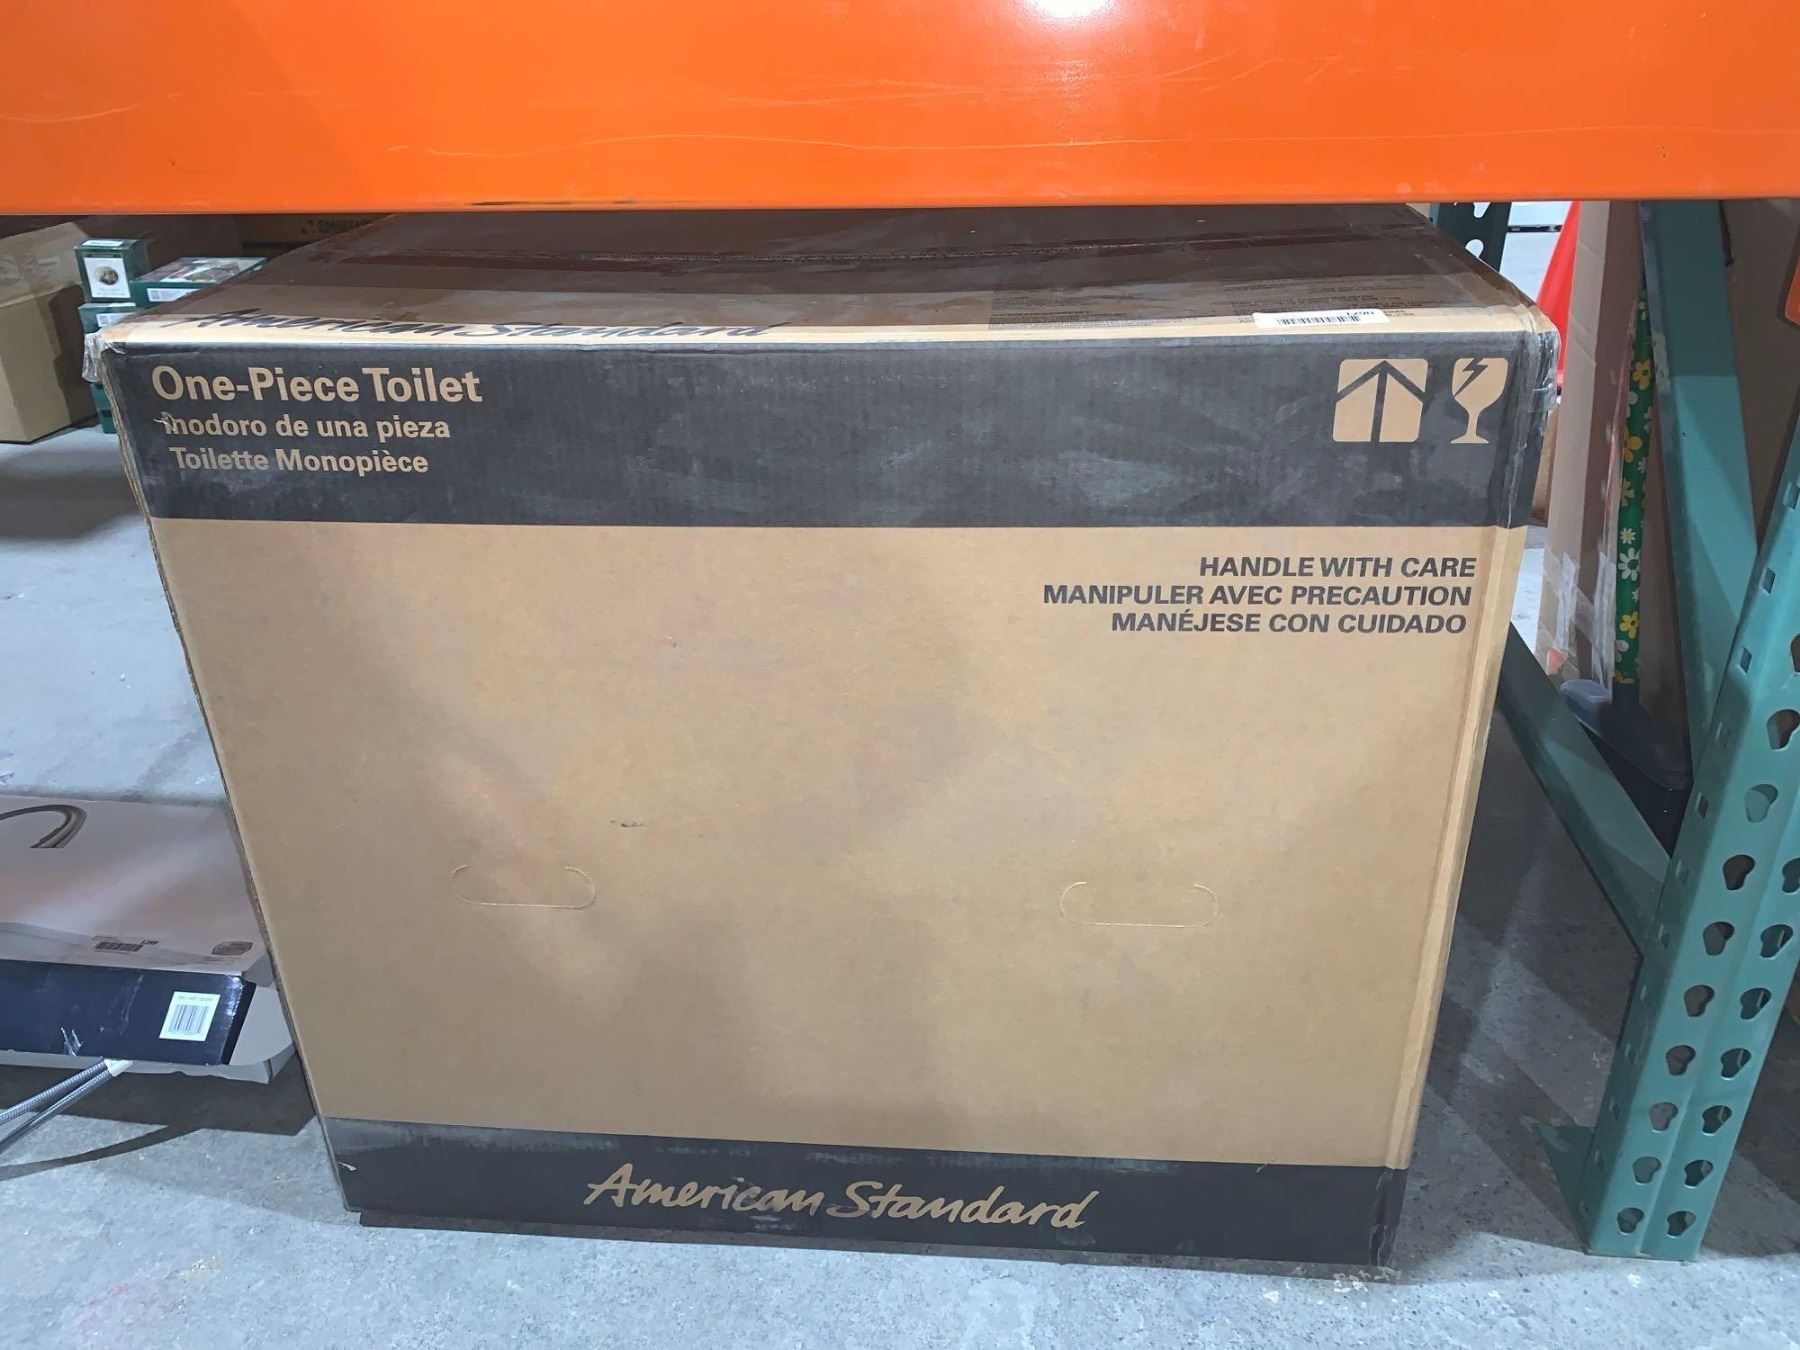 American Standard
One-Piece Toilet
Inodoro de una pieza
Toilette Monopièce
HANDLE WITH CARE
MANIPULER AVEC PRECAUTION
MANÉJESE CON CUIDADO
American Standard